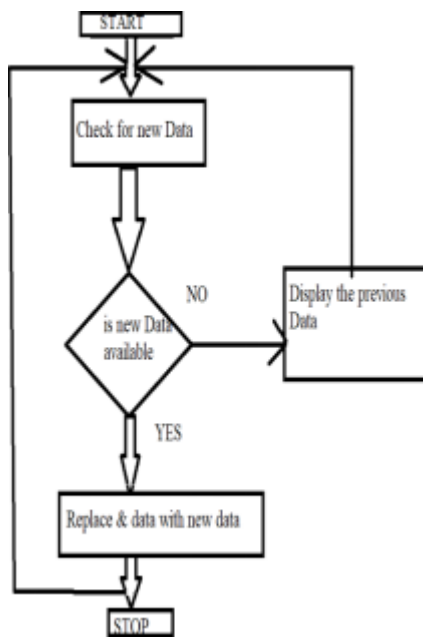 START
Check for new Data
NO
Display the previous
Data
is new Data
available
YES
Replace & data with new data
STOP